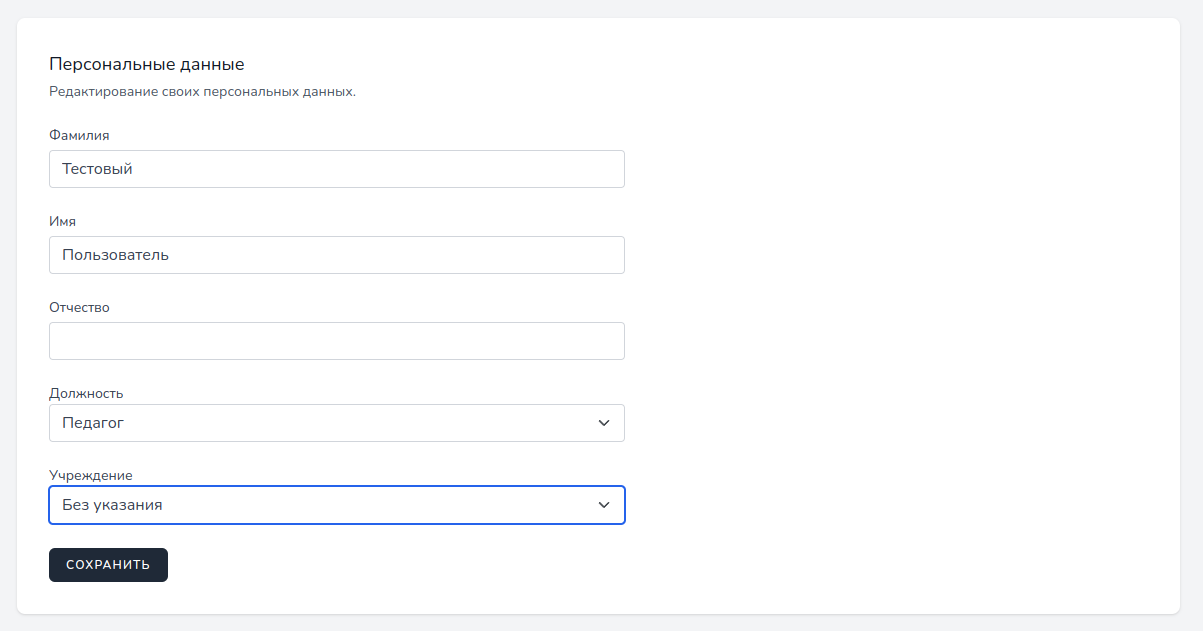 Персональные данные
Редактирование своих персональных данных.
Фамилия
Тестовый
Имя
Пользователь
Отчество
Должность
Педагог
Учреждение
Без указания
СОХРАНИТЬ